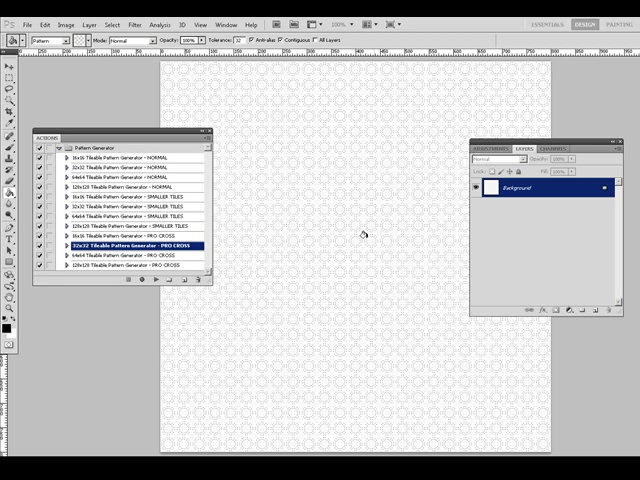 Ps File Edit Image Layer Select Filter Analysis 3D View Window Help 100% ESSENTIALS DESIGN PAINTING
Pattern Mode: Normal Opacity: 100% Tolerance: 32 Anti-alias Contiguous All Layers
ACTIONS
Pattern Generator
16x16 Tileable Pattern Generator - NORMAL
32x32 Tileable Pattern Generator - NORMAL
64x64 Tileable Pattern Generator - NORMAL
128x128 Tileable Pattern Generator - NORMAL
16x16 Tileable Pattern Generator - SMALLER TILES
32x32 Tileable Pattern Generator - SMALLER TILES
64x64 Tileable Pattern Generator - SMALLER TILES
128x128 Tileable Pattern Generator - SMALLER TILES
16x16 Tileable Pattern Generator - PRO CROSS
32x32 Tileable Pattern Generator - PRO CROSS
64x64 Tileable Pattern Generator - PRO CROSS
128x128 Tileable Pattern Generator - PRO CROSS
ADJUSTMENTS LAYERS CHANNELS
Normal Opacity: 100%
Lock: Fill: 100%
Background